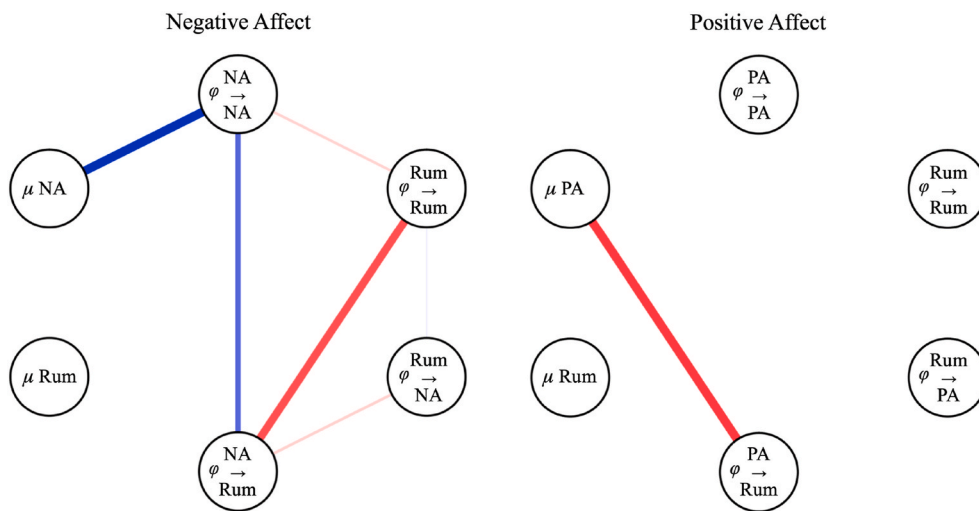 Negative Affect
NA
φ →
NA
μ NA
Rum
φ →
Rum
μ Rum
Rum
φ →
NA
NA
φ →
Rum
Positive Affect
PA
φ →
PA
μ PA
Rum
φ →
Rum
μ Rum
Rum
φ →
PA
PA
φ →
Rum